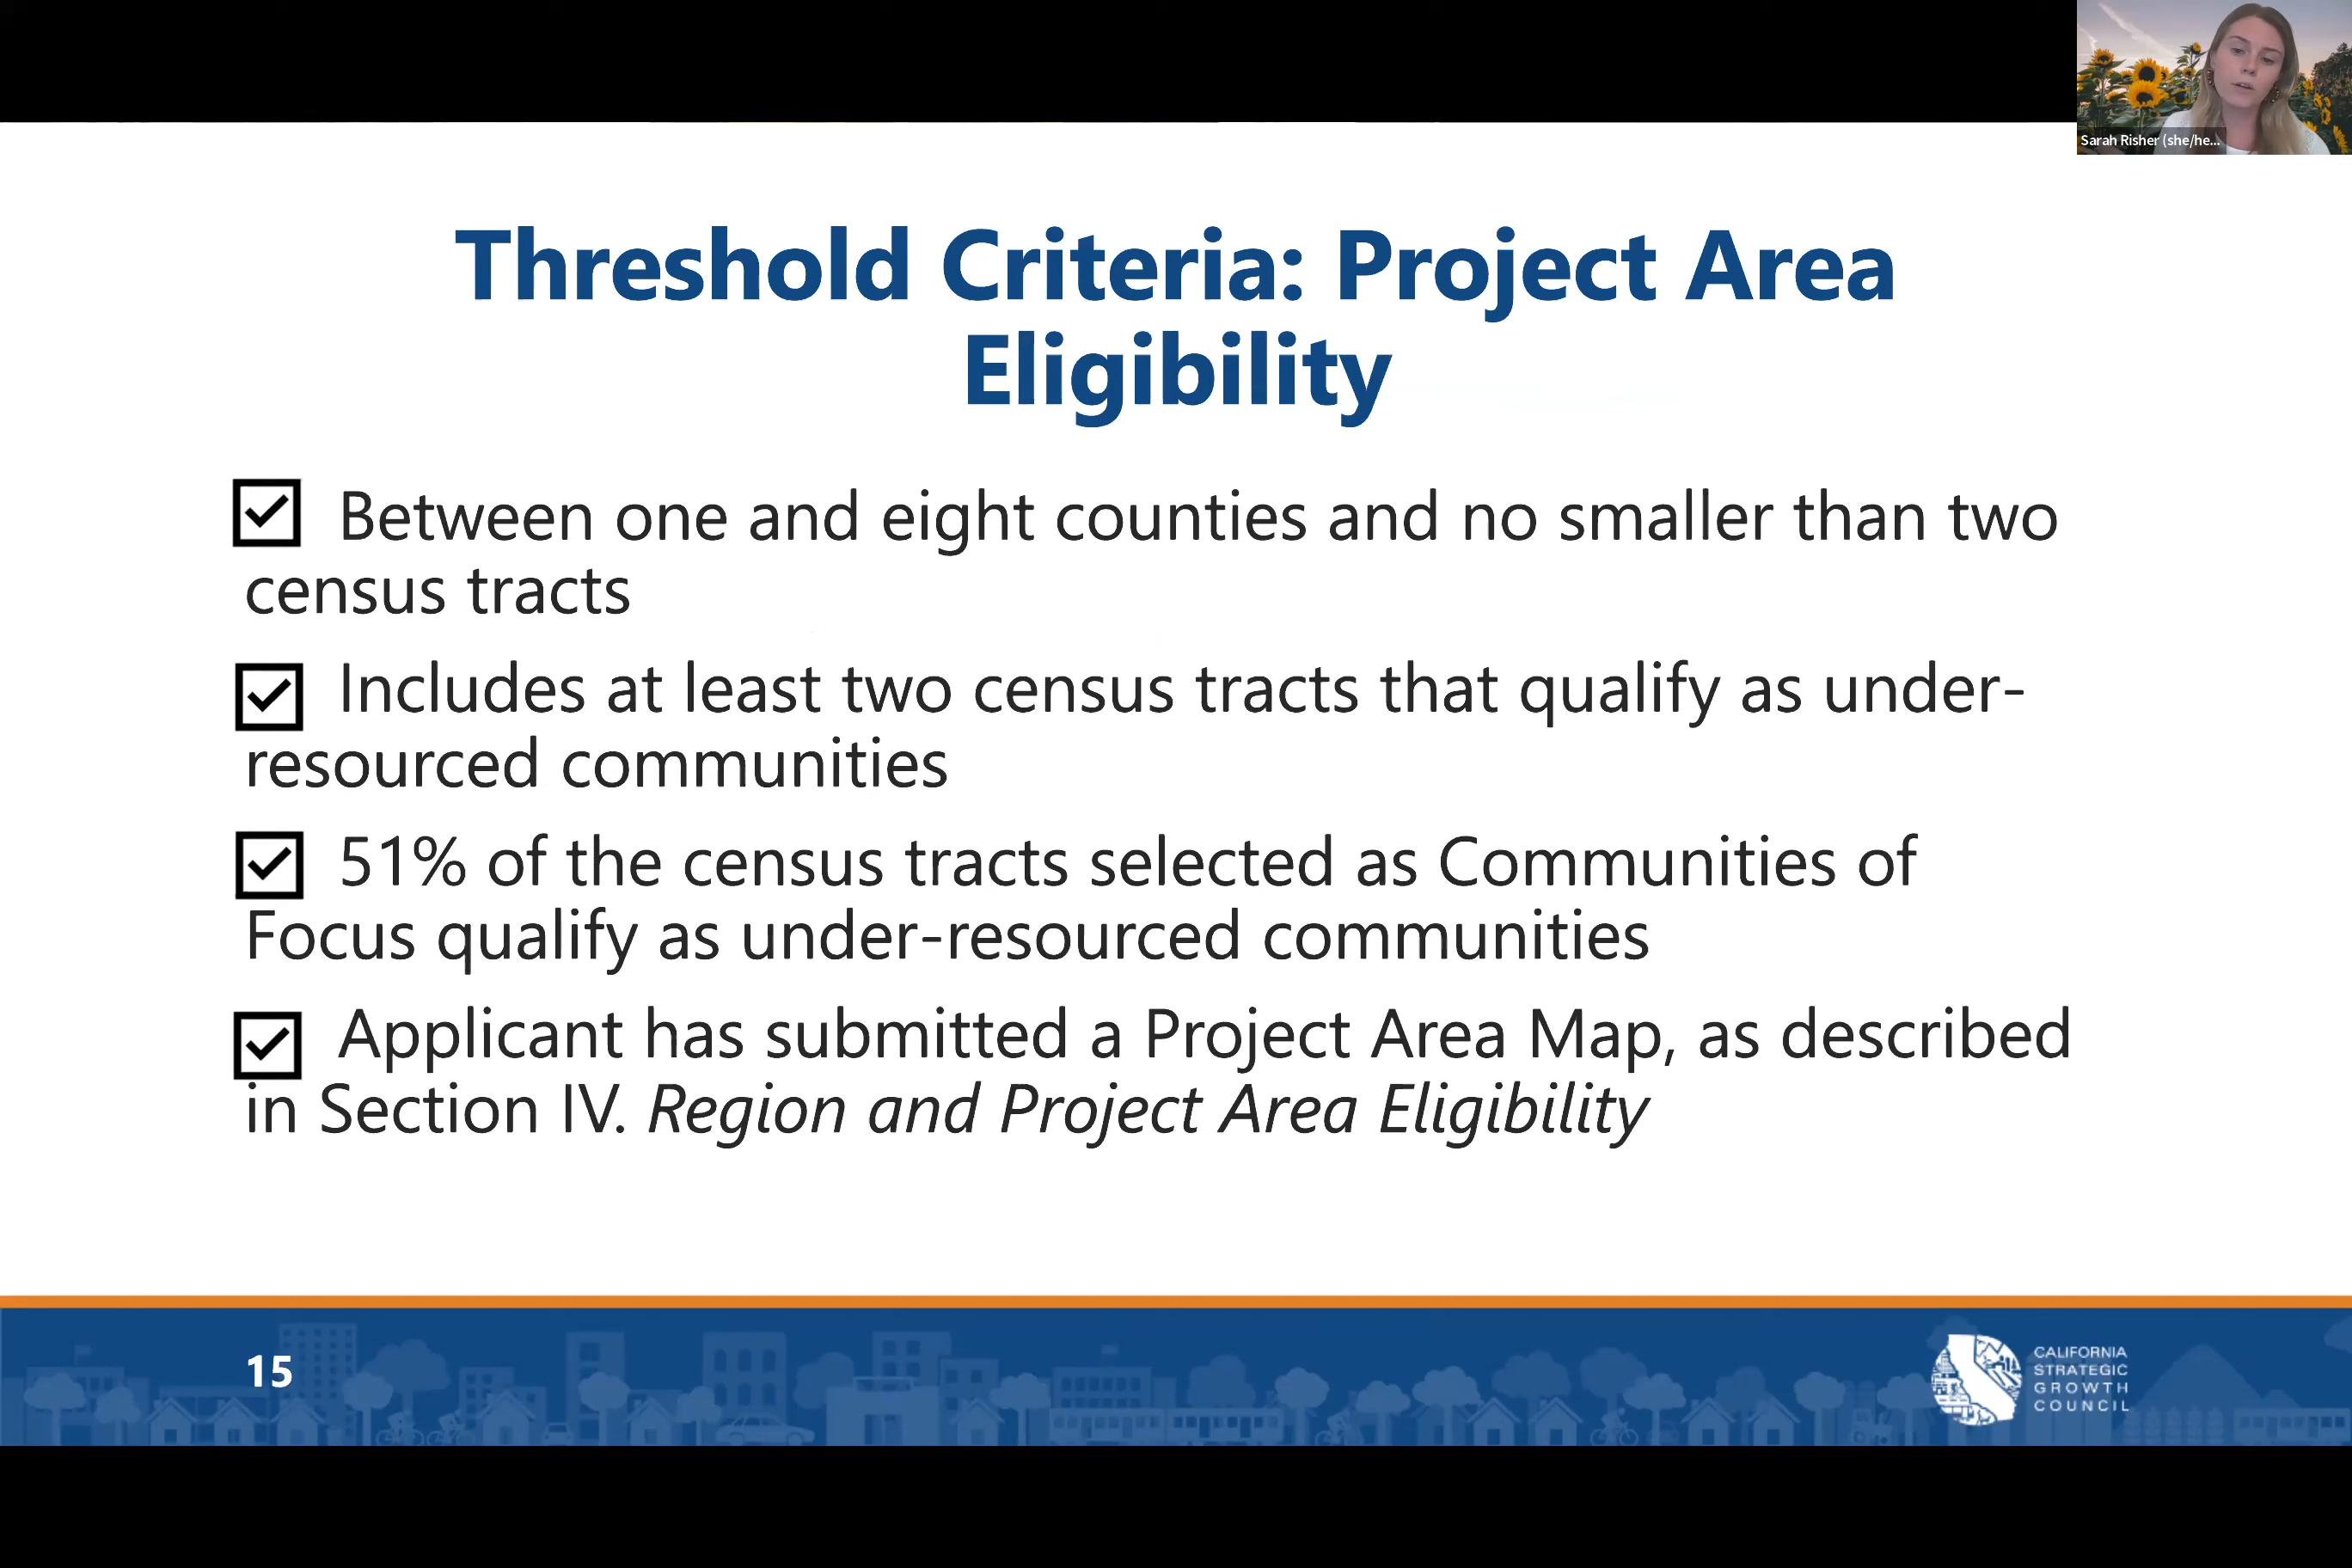 Sarah Risher (she/he...
Threshold Criteria: Project Area
Eligibility
Between one and eight counties and no smaller than two
census tracts
Includes at least two census tracts that qualify as under-
resourced communities
51% of the census tracts selected as Communities of
Focus qualify as under-resourced communities
Applicant has submitted a Project Area Map, as described
in Section IV. Region and Project Area Eligibility
15
CALIFORNIA
STRATEGIC
GROWTH
COUNCIL